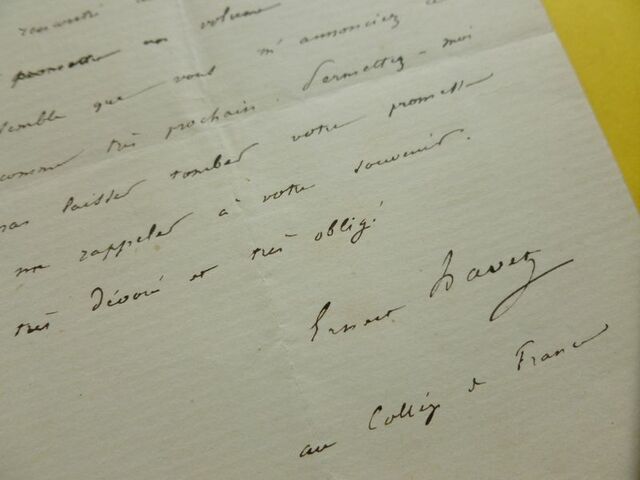 promettre un volume
semble que vous m'annonciez
comme très prochain. Permettez-moi
pas laisser tomber votre promesse
me rappeler à votre souvenir.
très dévoué et très obligé
Ernest Havet
au Collège de France